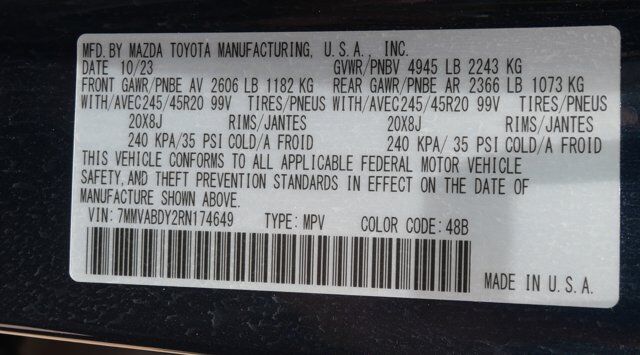 MFD. BY MAZDA TOYOTA MANUFACTURING, U.S.A., INC.
DATE 10/23 GVWR/PNBV 4945 LB 2243 KG
FRONT GAWR/PNBE AV 2606 LB 1182 KG REAR GAWR/PNBE AR 2366 LB 1073 KG
WITH/AVEC245/45R20 99V TIRES/PNEUS WITH/AVEC245/45R20 99V TIRES/PNEUS
20X8J RIMS/JANTES 20X8J RIMS/JANTES
240 KPA/35 PSI COLD/A FROID 240 KPA/ 35 PSI COLD/A FROID
THIS VEHICLE CONFORMS TO ALL APPLICABLE FEDERAL MOTOR VEHICLE
SAFETY, AND THEFT PREVENTION STANDARDS IN EFFECT ON THE DATE OF
MANUFACTURE SHOWN ABOVE.
VIN: 7MMVABDY2RN174649 TYPE: MPV COLOR CODE: 48B
MADE IN U.S.A.